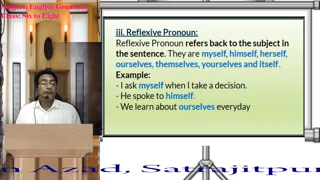 Subject: English Grammar
Class: Six to Eight
iii. Reflexive Pronoun:
Reflexive Pronoun refers back to the subject in
the sentence. They are myself, himself, herself,
ourselves, themselves, yourselves and itself.
Example:
- I ask myself when I take a decision.
- He spoke to himself.
- We learn about ourselves everyday
n Azad, Satrajitpur